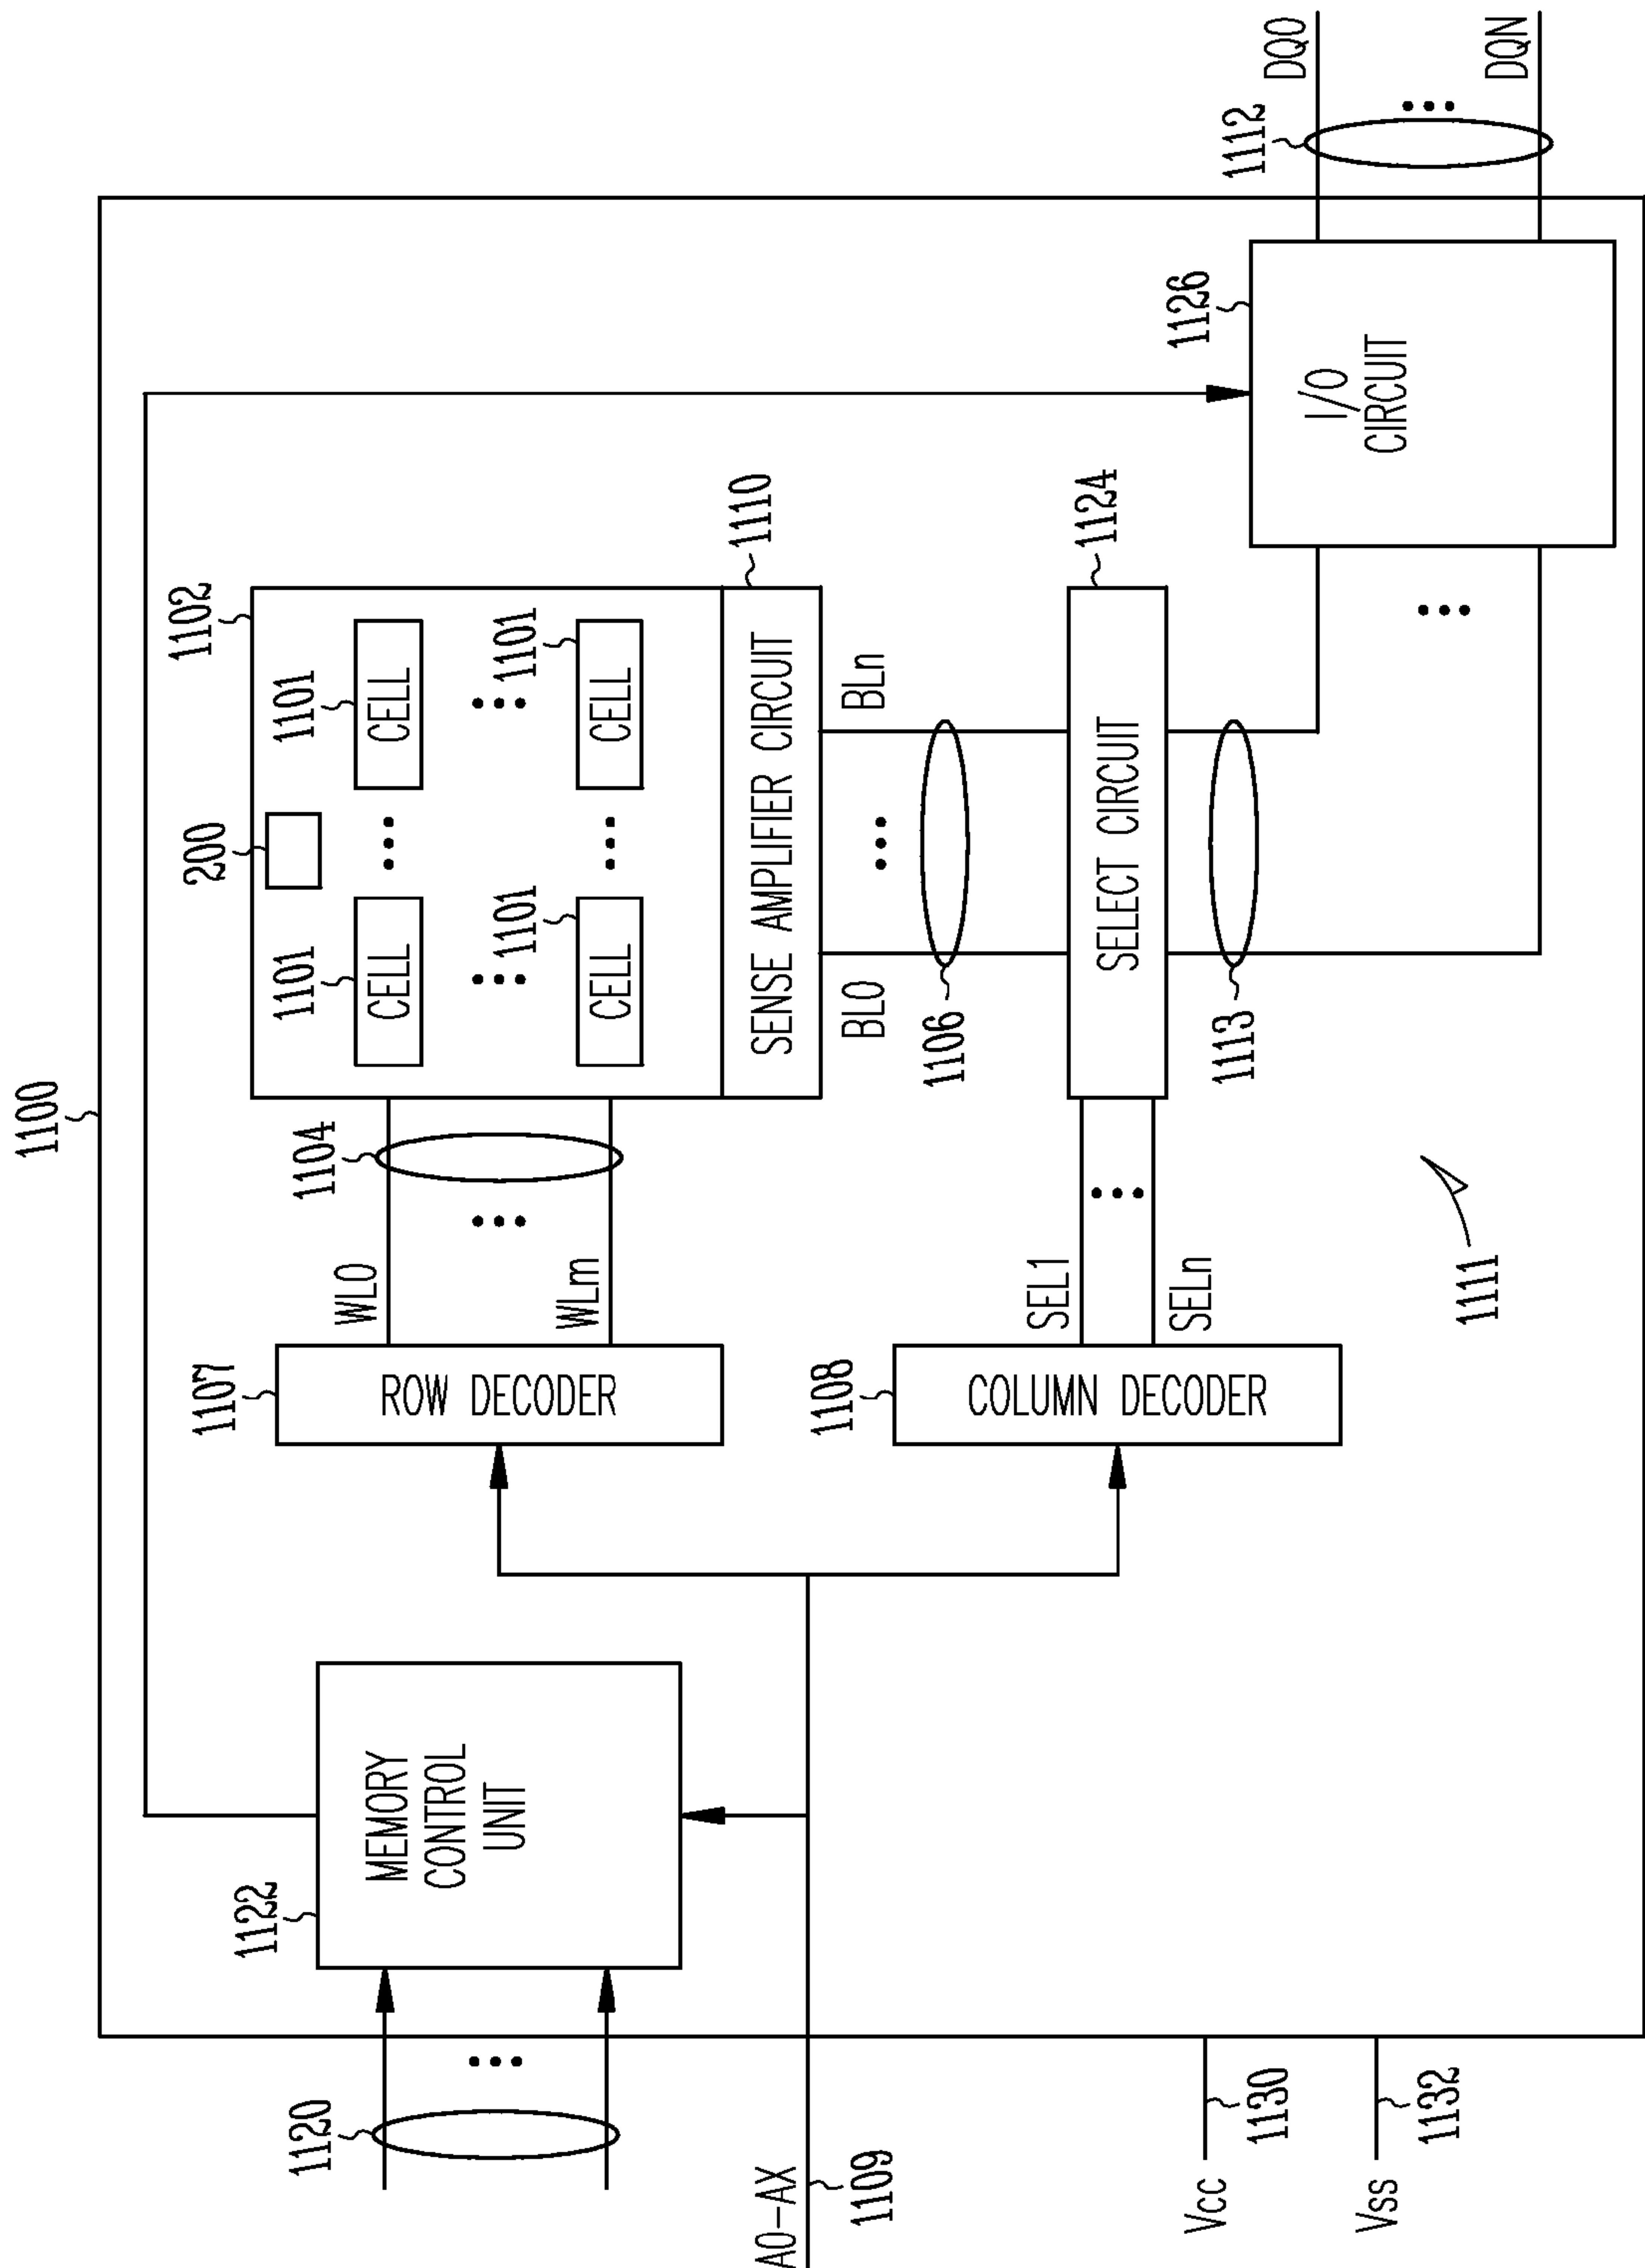 1100
1102
1120
1122
MEMORY
CONTROL
UNIT
1107
ROW DECODER
WL0
WLm
1104
200
1101
CELL
1101
CELL
1101
CELL
1101
CELL
1110
SENSE AMPLIFIER CIRCUIT
BL0
BLn
1106
A0-AX
1109
1108
COLUMN DECODER
SEL1
SELn
1124
SELECT CIRCUIT
1113
1126
I/O
CIRCUIT
1112
DQ0
DQN
Vcc
1130
Vss
1132
1111